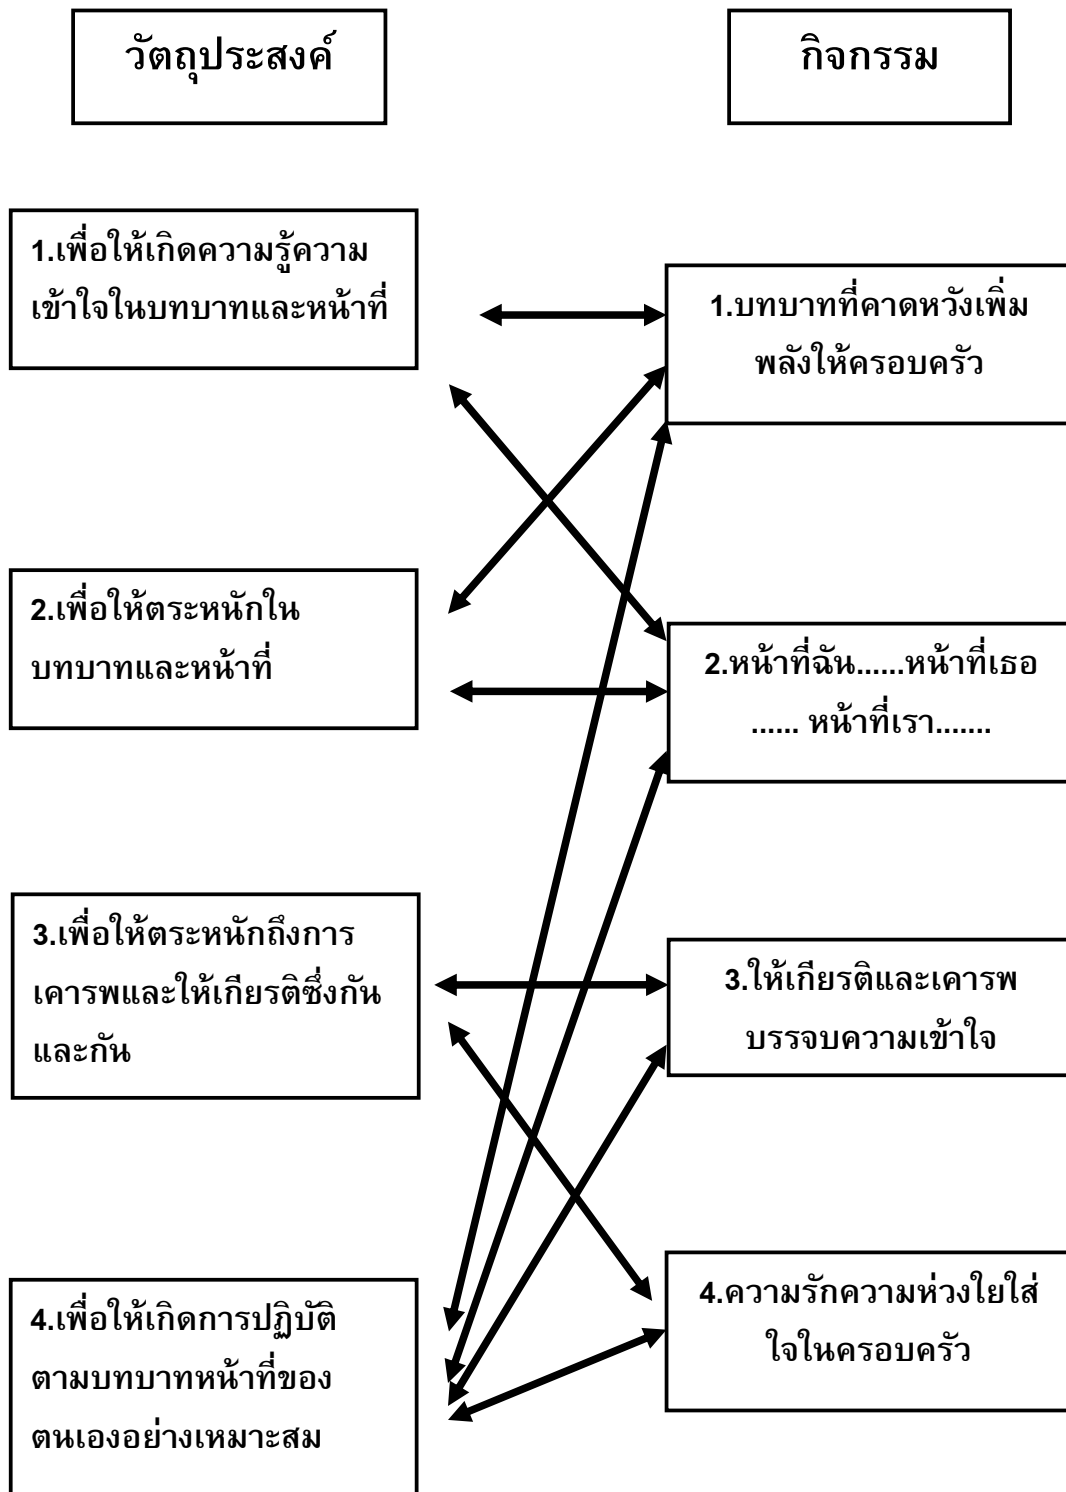 วัตถุประสงค์
กิจกรรม
1.เพื่อให้เกิดความรู้ความ
เข้าใจในบทบาทและหน้าที่
1.บทบาทที่คาดหวังเพิ่ม
พลังให้ครอบครัว
2.เพื่อให้ตระหนักใน
บทบาทและหน้าที่
2.หน้าที่ฉัน......หน้าที่เธอ
...... หน้าที่เรา.......
3.เพื่อให้ตระหนักถึงการ
เคารพและให้เกียรติซึ่งกัน
และกัน
3.ให้เกียรติและเคารพ
บรรจบความเข้าใจ
4.เพื่อให้เกิดการปฏิบัติ
ตามบทบาทหน้าที่ของ
ตนเองอย่างเหมาะสม
4.ความรักความห่วงใยใส่
ใจในครอบครัว